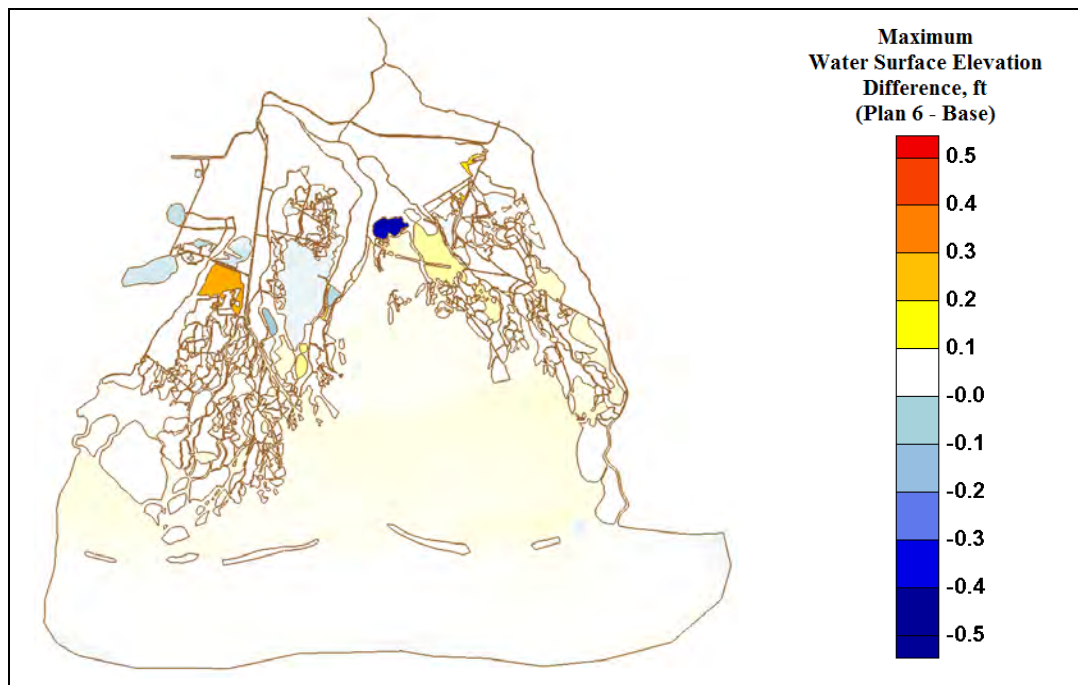 Maximum
Water Surface Elevation
Difference, ft
(Plan 6 - Base)
0.5
0.4
0.3
0.2
0.1
-0.0
-0.1
-0.2
-0.3
-0.4
-0.5